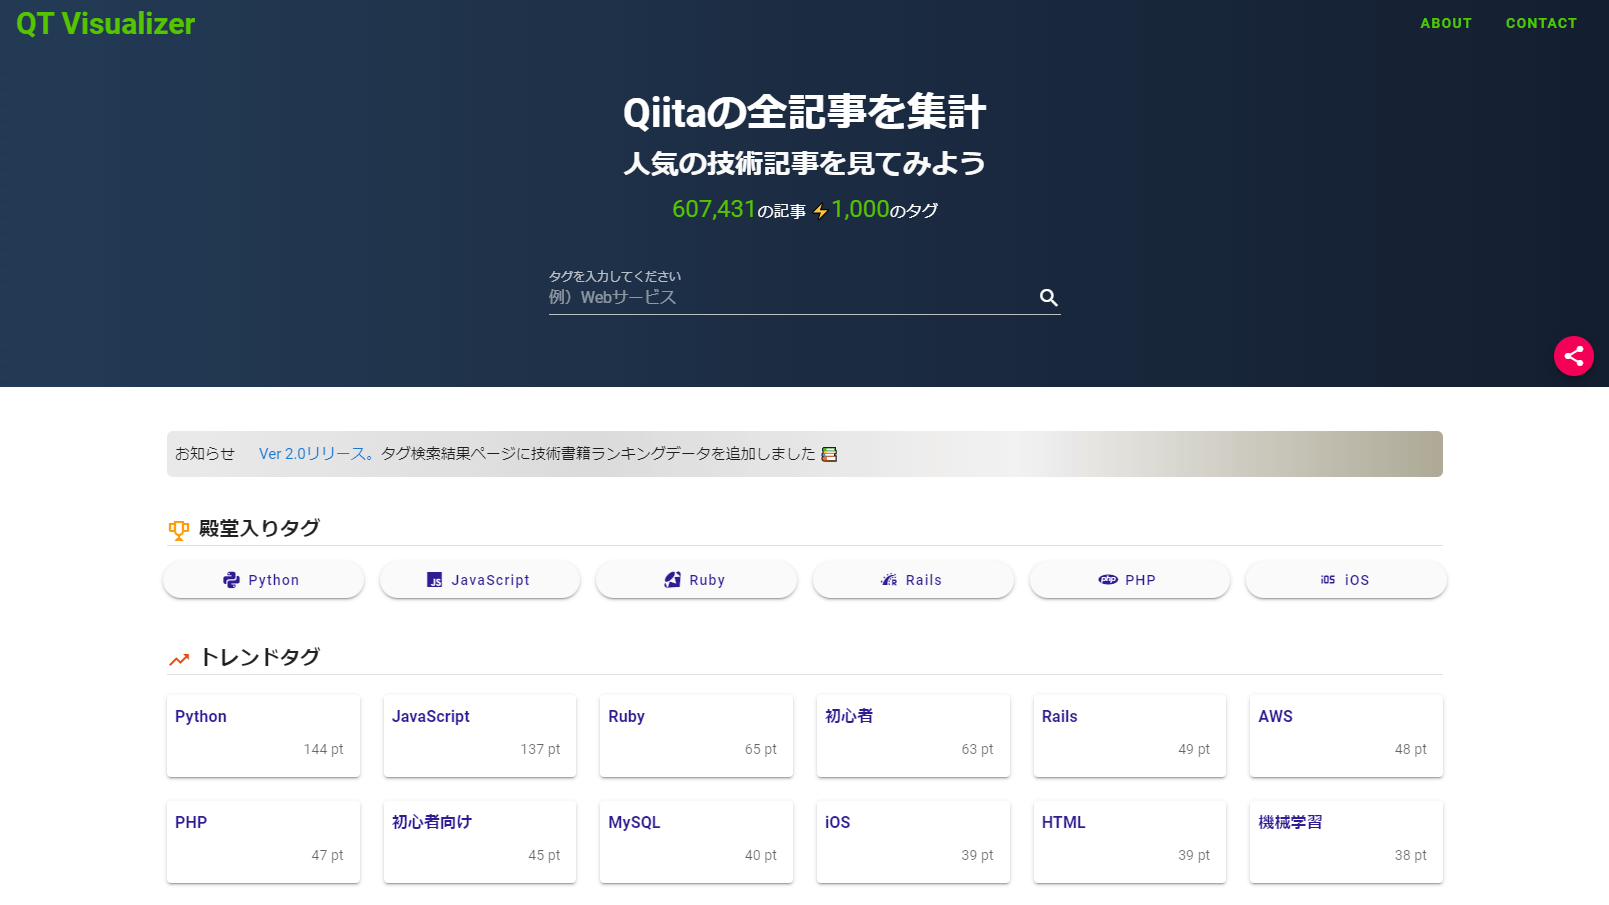 QT Visualizer
ABOUT
CONTACT
Qiitaの全記事を集計
人気の技術記事を見てみよう
607,431の記事 ⚡1,000のタグ
タグを入力してください
例）Webサービス
お知らせ Ver 2.0リリース。タグ検索結果ページに技術書籍ランキングデータを追加しました 📚
殿堂入りタグ
Python
JS JavaScript
Ruby
Rails
php PHP
iOS iOS
トレンドタグ
Python
144 pt
JavaScript
137 pt
Ruby
65 pt
初心者
63 pt
Rails
49 pt
AWS
48 pt
PHP
47 pt
初心者向け
45 pt
MySQL
40 pt
iOS
39 pt
HTML
39 pt
機械学習
38 pt